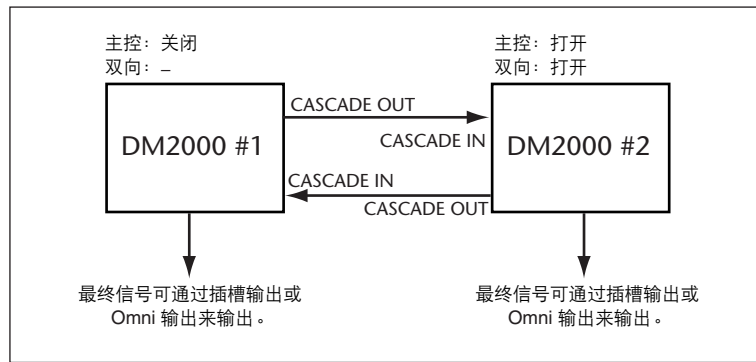 主控：关闭
双向：–
主控：打开
双向：打开
CASCADE OUT
CASCADE IN
DM2000 #1
DM2000 #2
CASCADE IN
CASCADE OUT
最终信号可通过插槽输出或
Omni 输出来输出。
最终信号可通过插槽输出或
Omni 输出来输出。